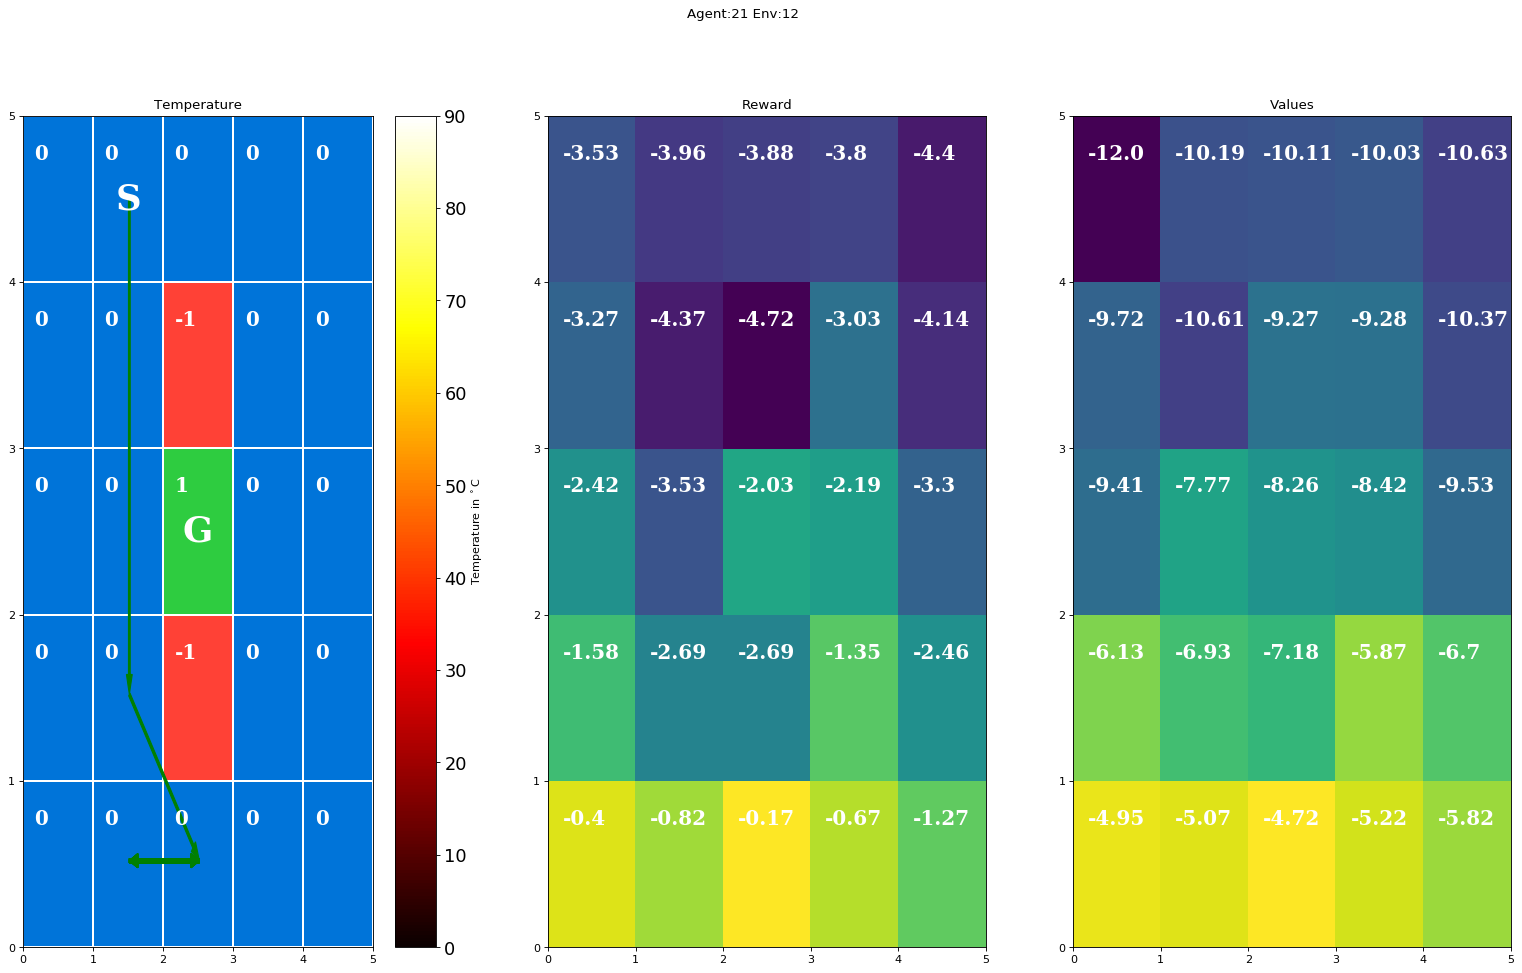 Agent:21 Env:12
Temperature
5
4
3
2
1
0
0 0 0 0 0
S
0 0 -1 0 0
0 0 1 0 0
G
0 0 -1 0 0
0 0 0 0 0
0 1 2 3 4 5
90
80
70
60
50
40
30
20
10
0
Temperature in °C
Reward
5
4
3
2
1
0
-3.53 -3.96 -3.88 -3.8 -4.4
-3.27 -4.37 -4.72 -3.03 -4.14
-2.42 -3.53 -2.03 -2.19 -3.3
-1.58 -2.69 -2.69 -1.35 -2.46
-0.4 -0.82 -0.17 -0.67 -1.27
0 1 2 3 4 5
Values
5
4
3
2
1
0
-12.0 -10.19 -10.11 -10.03 -10.63
-9.72 -10.61 -9.27 -9.28 -10.37
-9.41 -7.77 -8.26 -8.42 -9.53
-6.13 -6.93 -7.18 -5.87 -6.7
-4.95 -5.07 -4.72 -5.22 -5.82
0 1 2 3 4 5